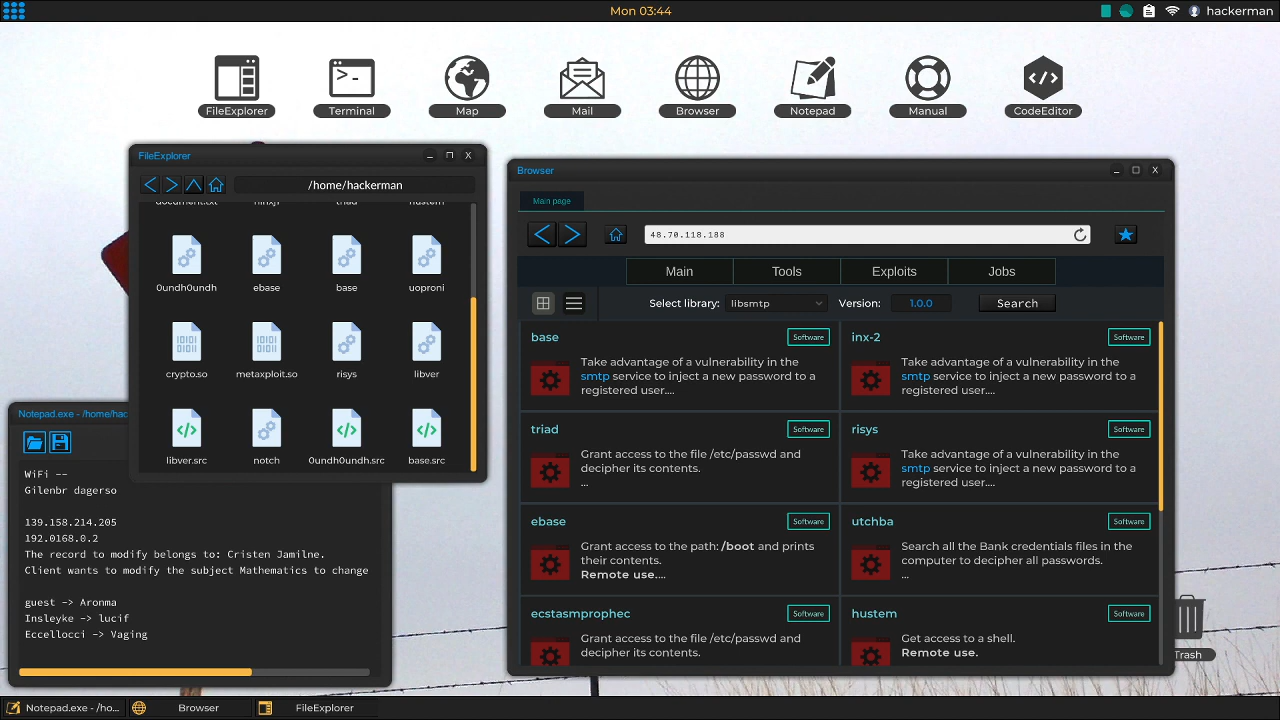 Mon 03:44
hackerman
FileExplorer
Terminal
Map
Mail
Browser
Notepad
Manual
CodeEditor
FileExplorer
/home/hackerman
0undh0undh
ebase
base
uoproni
crypto.so
metaxploit.so
risys
libver
libver.src
notch
0undh0undh.src
base.src
Notepad.exe - /home/hac
WiFi --
Gilenbr dagerso
139.158.214.205
192.0168.0.2
The record to modify belongs to: Cristen Jamilne.
Client wants to modify the subject Mathematics to change
guest -> Aronma
Insleyke -> lucif
Eccellocci -> Vaging
Browser
Main page
48.70.118.188
Main
Tools
Exploits
Jobs
Select library:
libsmtp
Version:
1.0.0
Search
base
Software
Take advantage of a vulnerability in the
smtp service to inject a new password to a
registered user....
inx-2
Software
Take advantage of a vulnerability in the
smtp service to inject a new password to a
registered user....
triad
Software
Grant access to the file /etc/passwd and
decipher its contents.
...
risys
Software
Take advantage of a vulnerability in the
smtp service to inject a new password to a
registered user....
ebase
Software
Grant access to the path: /boot and prints
their contents.
Remote use....
utchba
Software
Search all the Bank credentials files in the
computer to decipher all passwords.
...
ecstasmprophec
Software
Grant access to the file /etc/passwd and
decipher its contents.
hustem
Software
Get access to a shell.
Remote use.
Trash
Notepad.exe - /ho...
Browser
FileExplorer